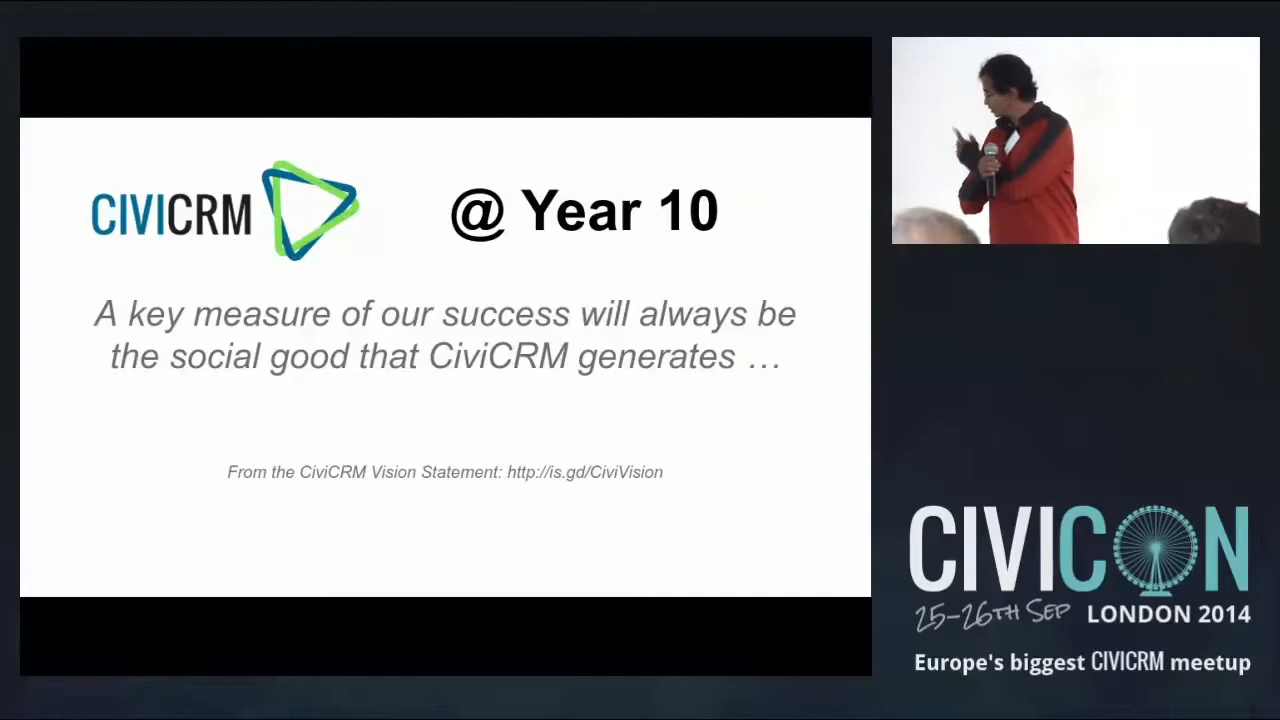 CIVICRM @ Year 10
A key measure of our success will always be
the social good that CiviCRM generates …
From the CiviCRM Vision Statement: http://is.gd/CiviVision
CIVICON
25-26TH SEP LONDON 2014
Europe's biggest CIVICRM meetup